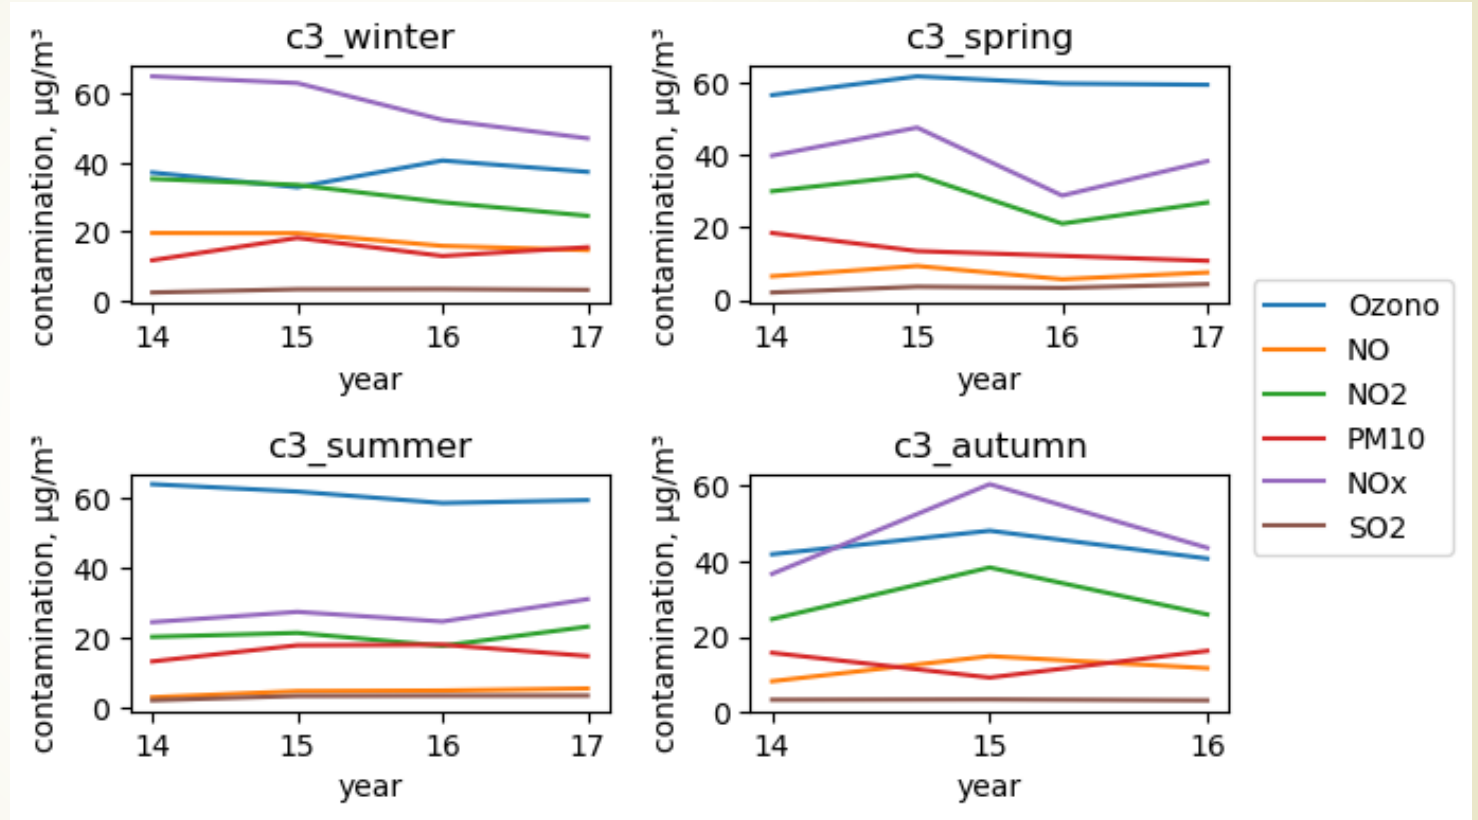 c3_winter
contamination, µg/m³
60
40
20
0
14 15 16 17
year
c3_spring
contamination, µg/m³
60
40
20
0
14 15 16 17
year
c3_summer
contamination, µg/m³
60
40
20
0
14 15 16 17
year
c3_autumn
contamination, µg/m³
60
40
20
0
14 15 16
year
Ozono
NO
NO2
PM10
NOx
SO2